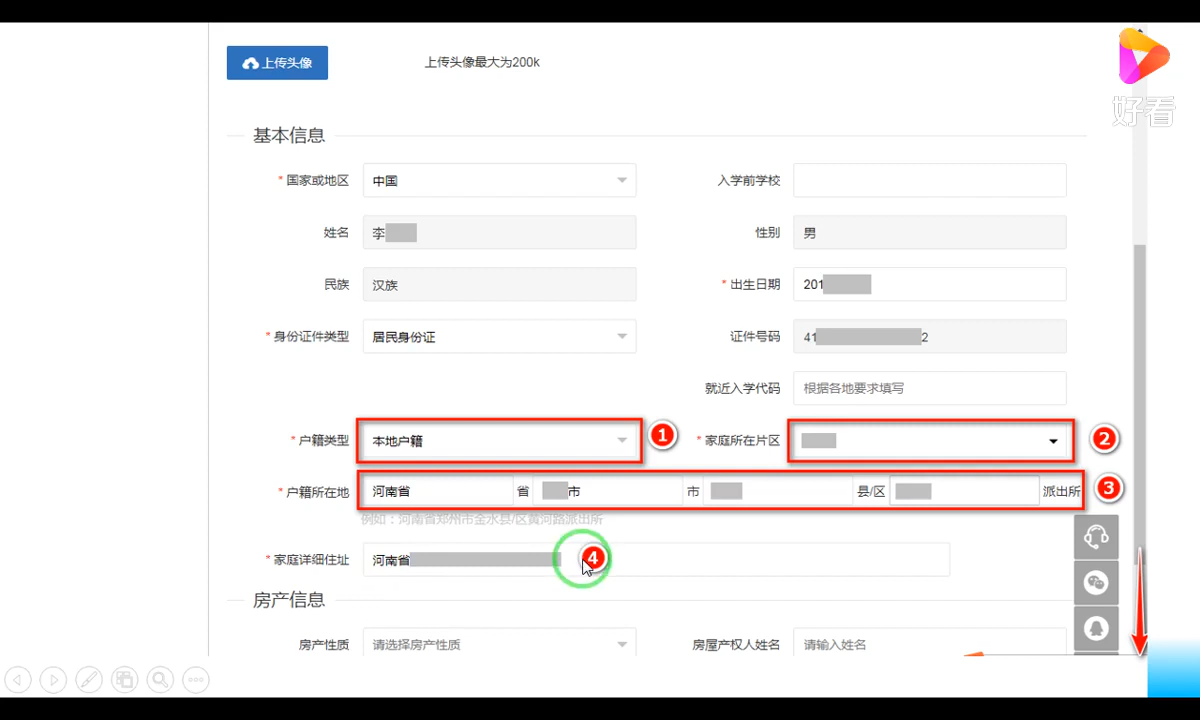 上传头像 上传头像最大为200k
好看
基本信息
* 国家或地区 中国 入学前学校
姓名 李 性别 男
民族 汉族 * 出生日期 201
* 身份证件类型 居民身份证 证件号码 41 2
就近入学代码 根据各地要求填写
* 户籍类型 本地户籍 1 * 家庭所在片区 2
* 户籍所在地 河南省 省 市 市 县/区 派出所 3
例如：河南省郑州市金水县/区黄河路派出所
* 家庭详细住址 河南省 4
房产信息
房产性质 请选择房产性质 房屋产权人姓名 请输入姓名